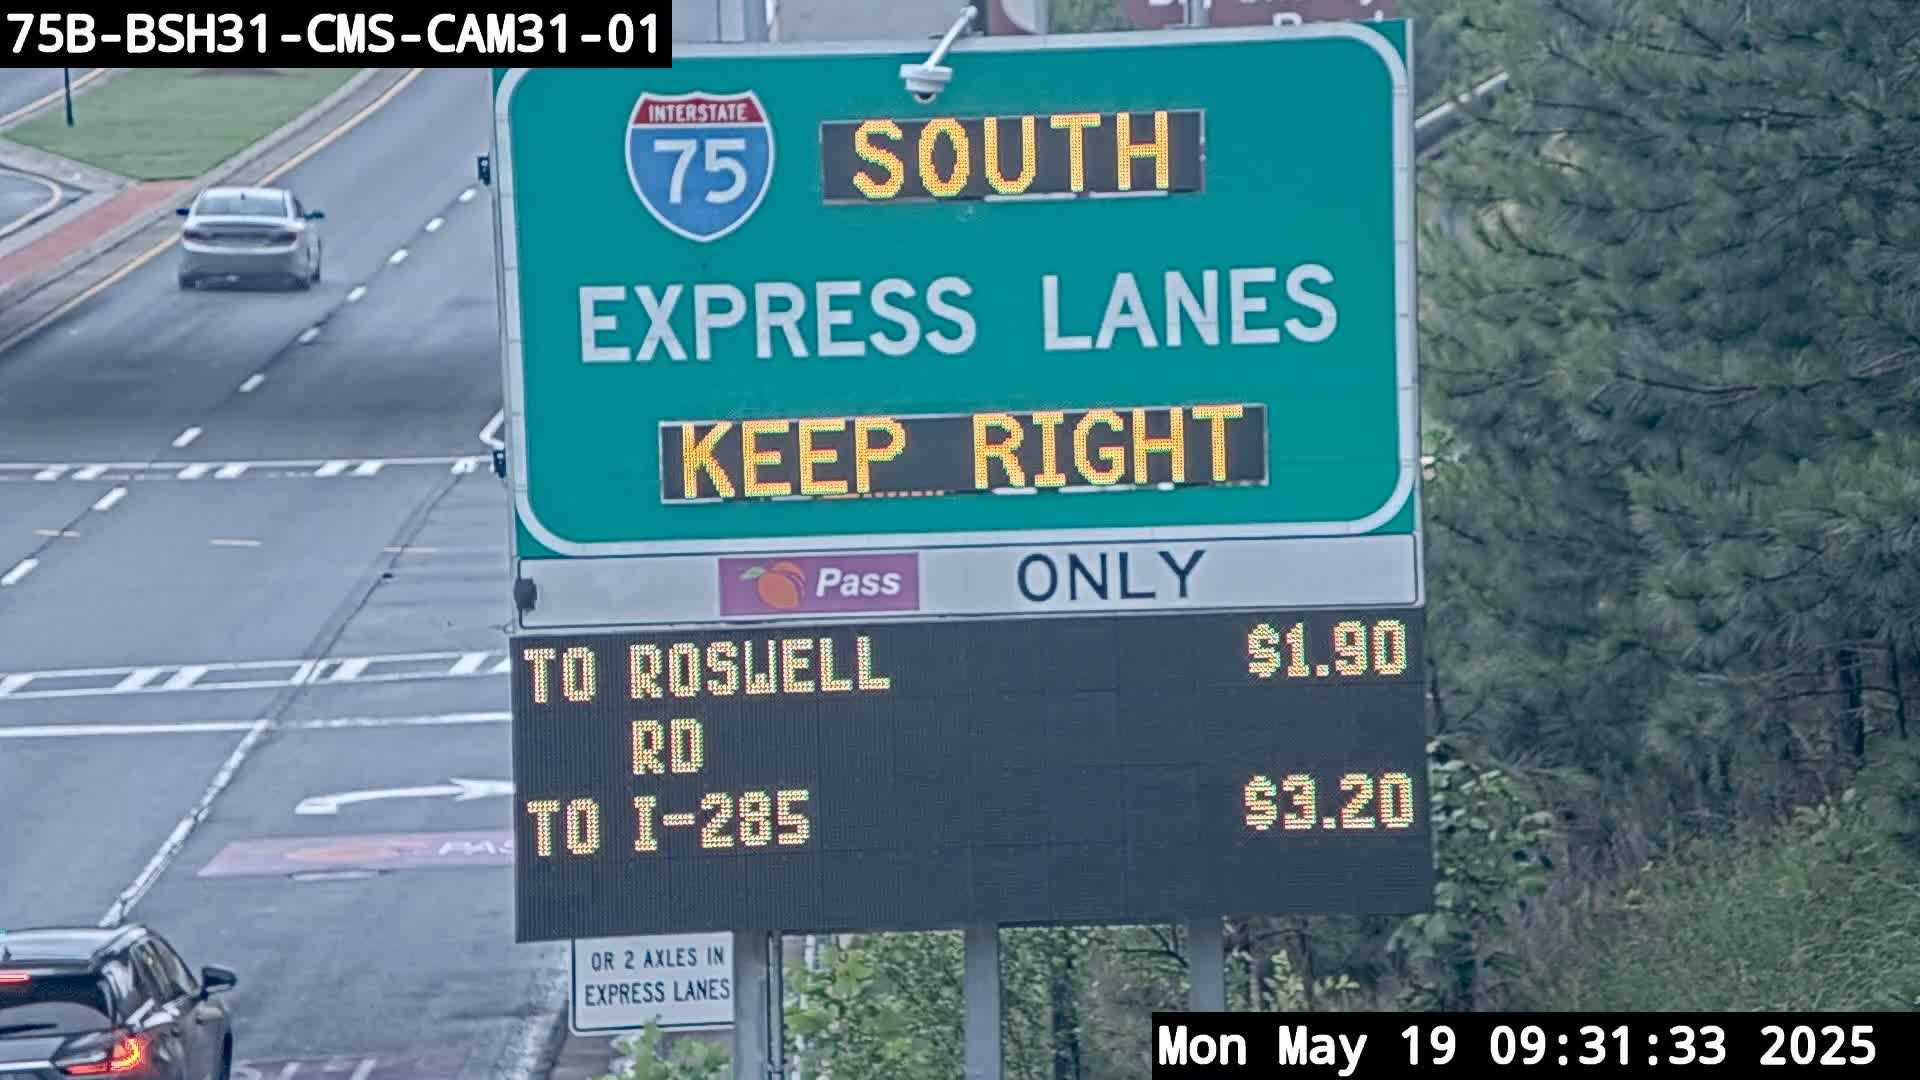 75B-BSH31-CMS-CAM31-01
INTERSTATE
75
SOUTH
EXPRESS LANES
KEEP RIGHT
Pass ONLY
TO ROSWELL $1.90
RD
TO I-285 $3.20
OR 2 AXLES IN
EXPRESS LANES
Mon May 19 09:31:33 2025